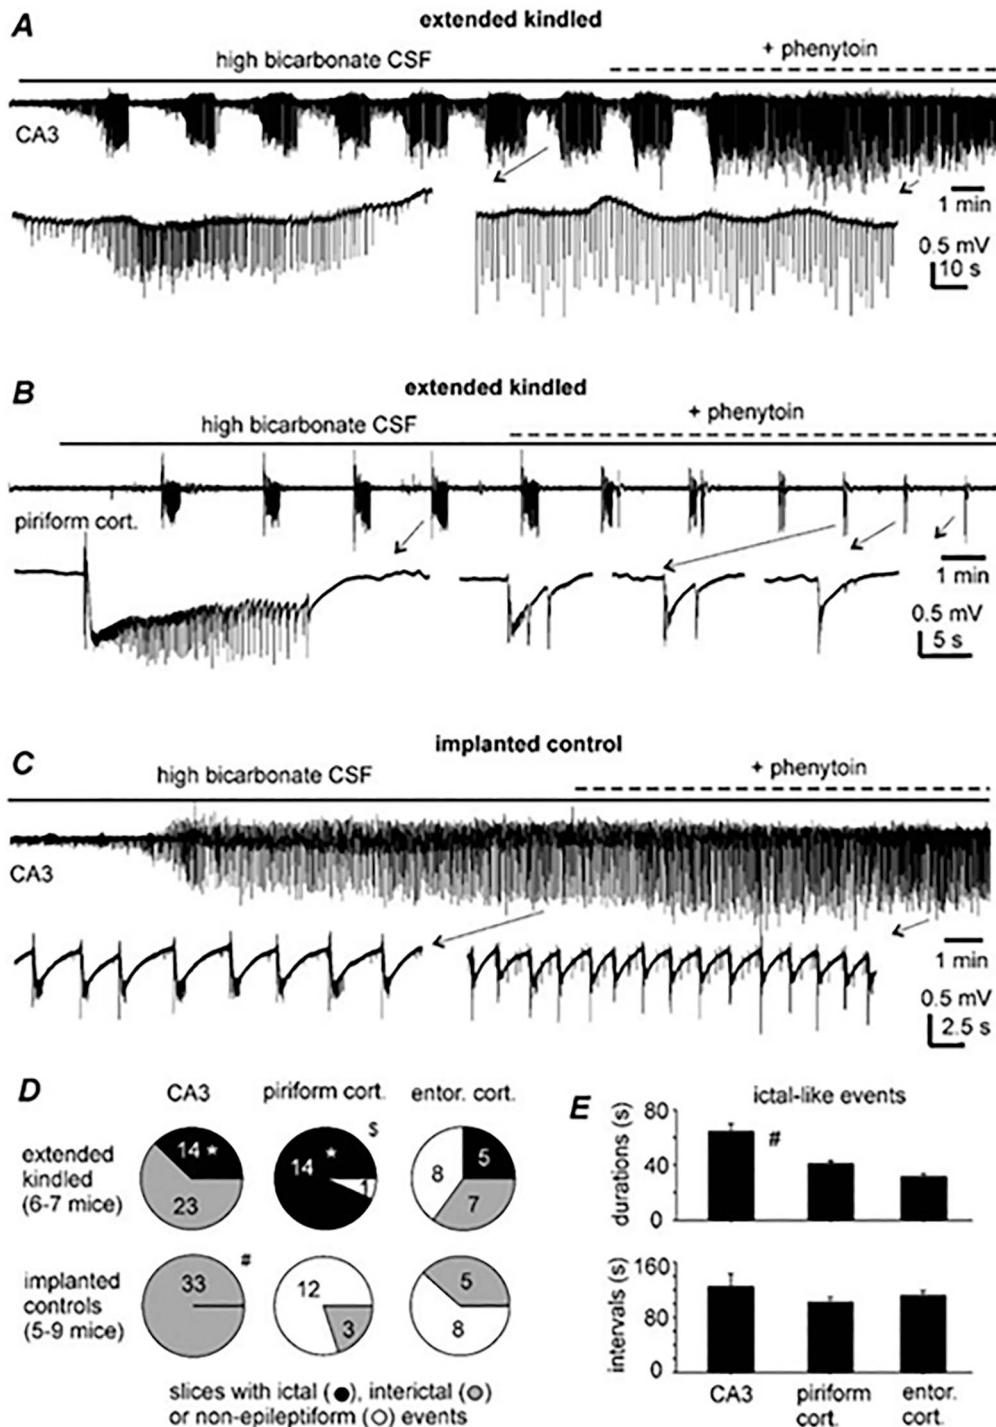 A
extended kindled
high bicarbonate CSF
+ phenytoin
CA3
1 min
0.5 mV
10 s
B
extended kindled
high bicarbonate CSF
+ phenytoin
piriform cort.
1 min
0.5 mV
5 s
C
implanted control
high bicarbonate CSF
+ phenytoin
CA3
1 min
0.5 mV
2.5 s
D
CA3 piriform cort. entor. cort.
extended
kindled
(6-7 mice)
14 ★
23
$
14 ★
1
8
5
7
implanted
controls
(5-9 mice)
33
#
12
3
5
8
slices with ictal (●), interictal (●)
or non-epileptiform (○) events
E
ictal-like events
durations (s)
80
40
0
#
intervals (s)
160
80
0
CA3 piriform cort. entor. cort.